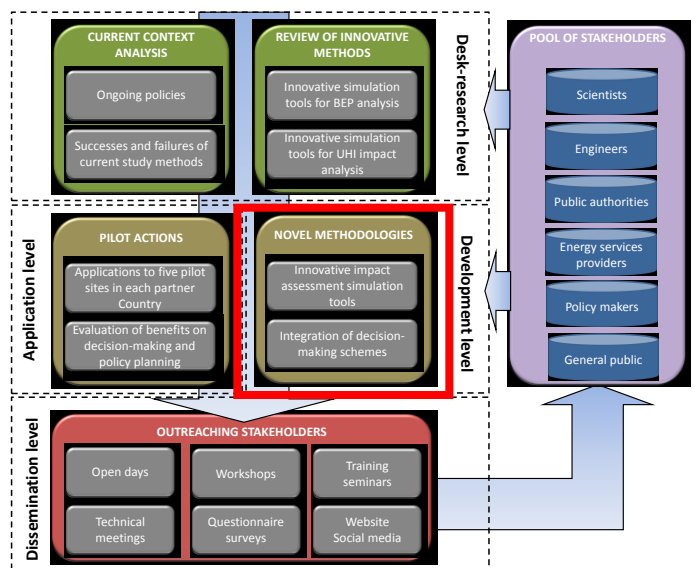 CURRENT CONTEXT
ANALYSIS
Ongoing policies
Successes and failures of
current study methods
REVIEW OF INNOVATIVE
METHODS
Innovative simulation
tools for BEP analysis
Innovative simulation
tools for UHI impact
analysis
Desk-research level
POOL OF STAKEHOLDERS
Scientists
Engineers
Public authorities
Energy services
providers
Policy makers
General public
Application level
PILOT ACTIONS
Applications to five pilot
sites in each partner
Country
Evaluation of benefits on
decision-making and
policy planning
NOVEL METHODOLOGIES
Innovative impact
assessment simulation
tools
Integration of decision-
making schemes
Development level
Dissemination level
OUTREACHING STAKEHOLDERS
Open days
Workshops
Training
seminars
Technical
meetings
Questionnaire
surveys
Website
Social media